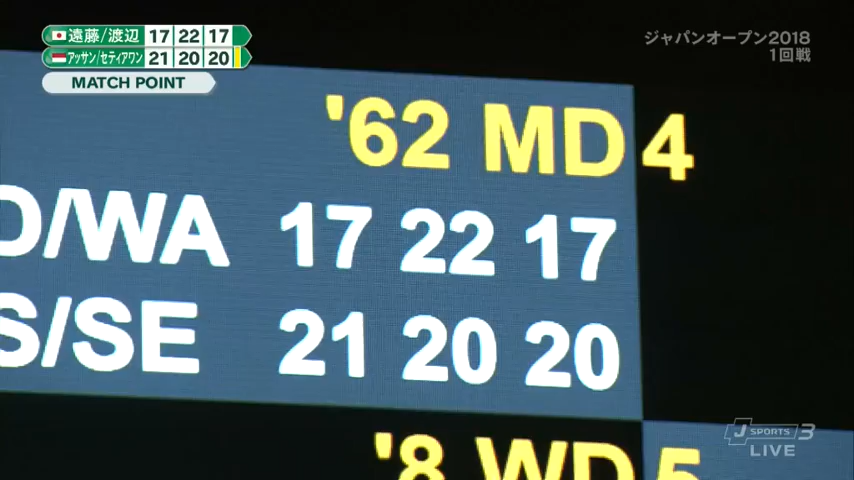 遠藤/渡辺 17 22 17
アッサン/セティアワン 21 20 20
MATCH POINT
ジャパンオープン2018
1回戦
'62 MD 4
D/WA 17 22 17
S/SE 21 20 20
'8 WD 5
J SPORTS 3
LIVE